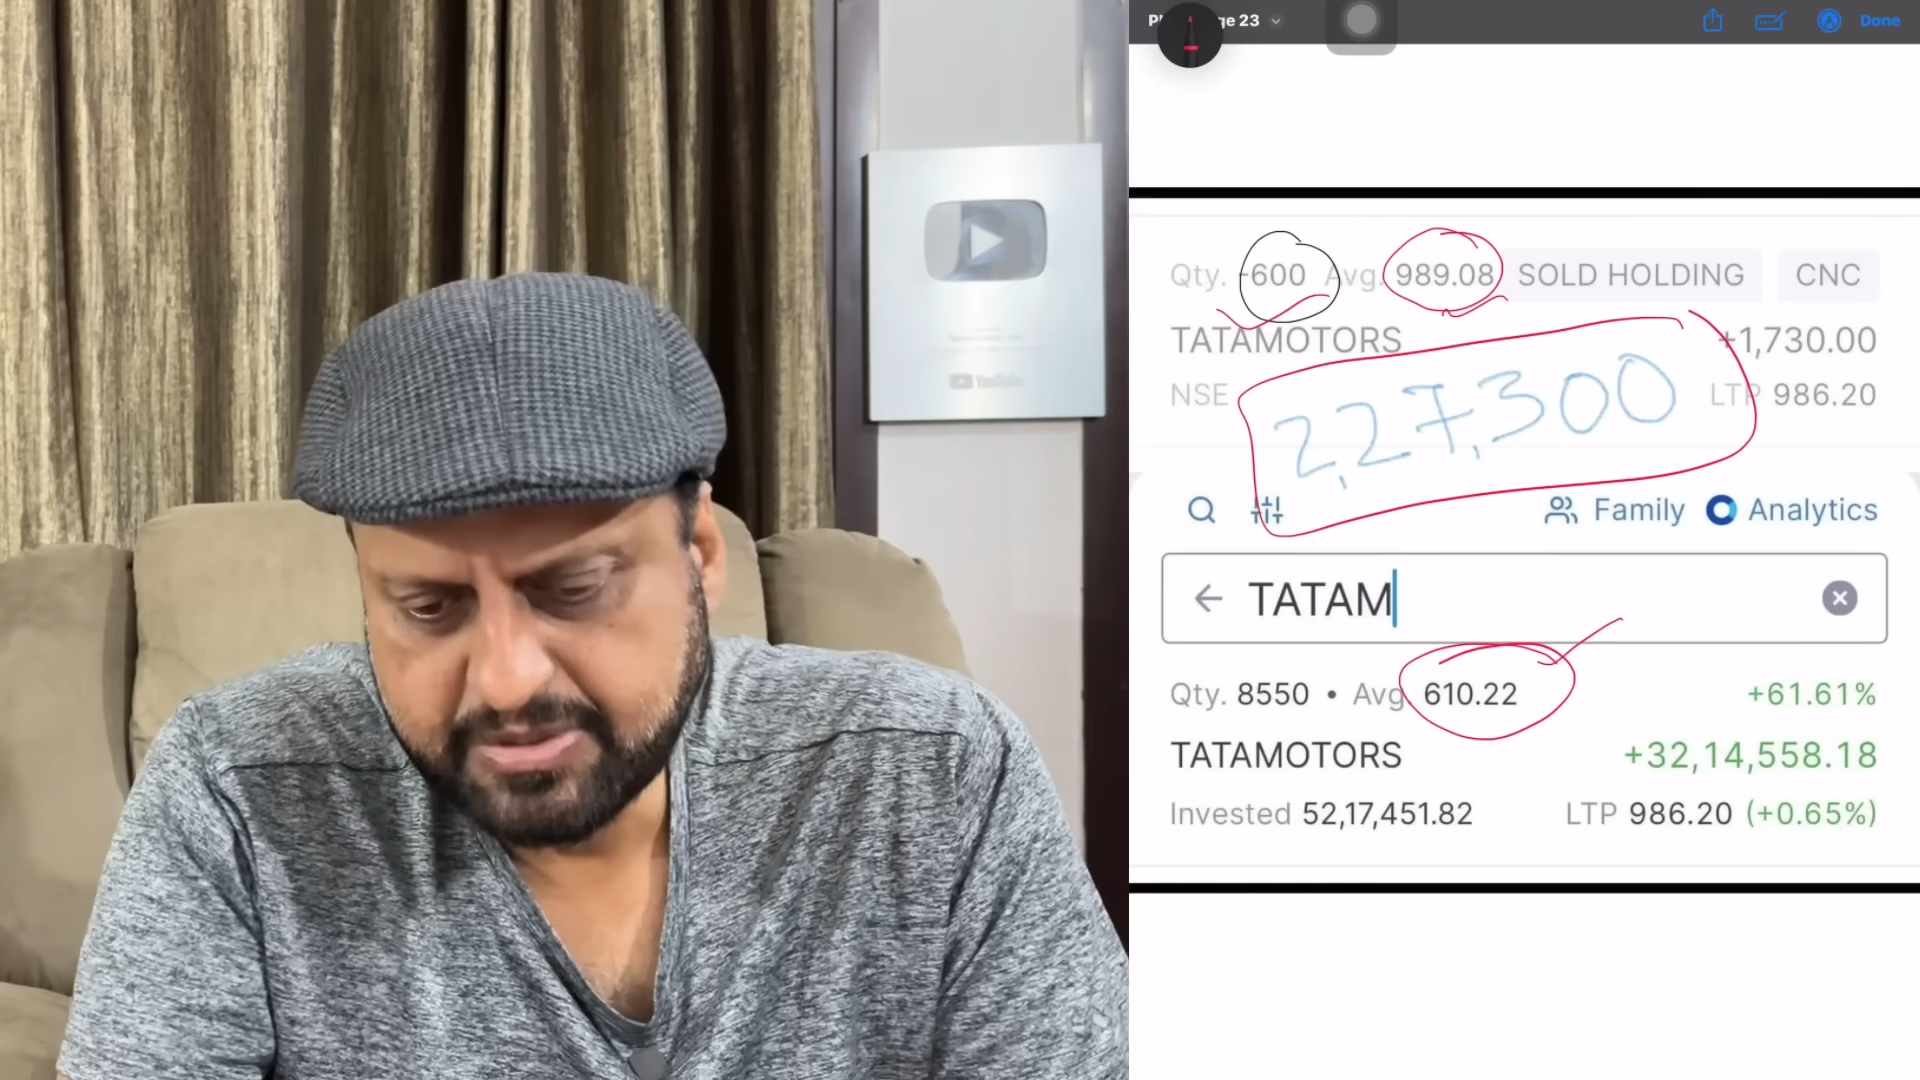 ge 23
Done
Qty. -600 Avg. 989.08 SOLD HOLDING CNC
TATAMOTORS +1,730.00
NSE LTP 986.20
2,27,300
Family Analytics
TATAM
Qty. 8550 • Avg. 610.22 +61.61%
TATAMOTORS +32,14,558.18
Invested 52,17,451.82 LTP 986.20 (+0.65%)
YouTube